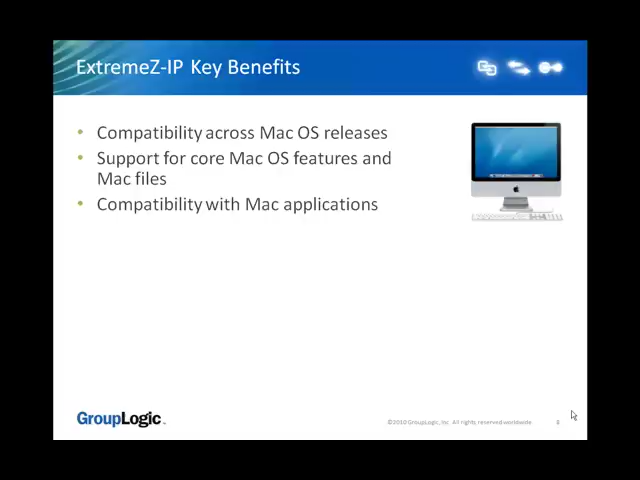 ExtremeZ-IP Key Benefits
• Compatibility across Mac OS releases
• Support for core Mac OS features and
Mac files
• Compatibility with Mac applications
GroupLogic
©2010 GroupLogic, Inc. All rights reserved worldwide